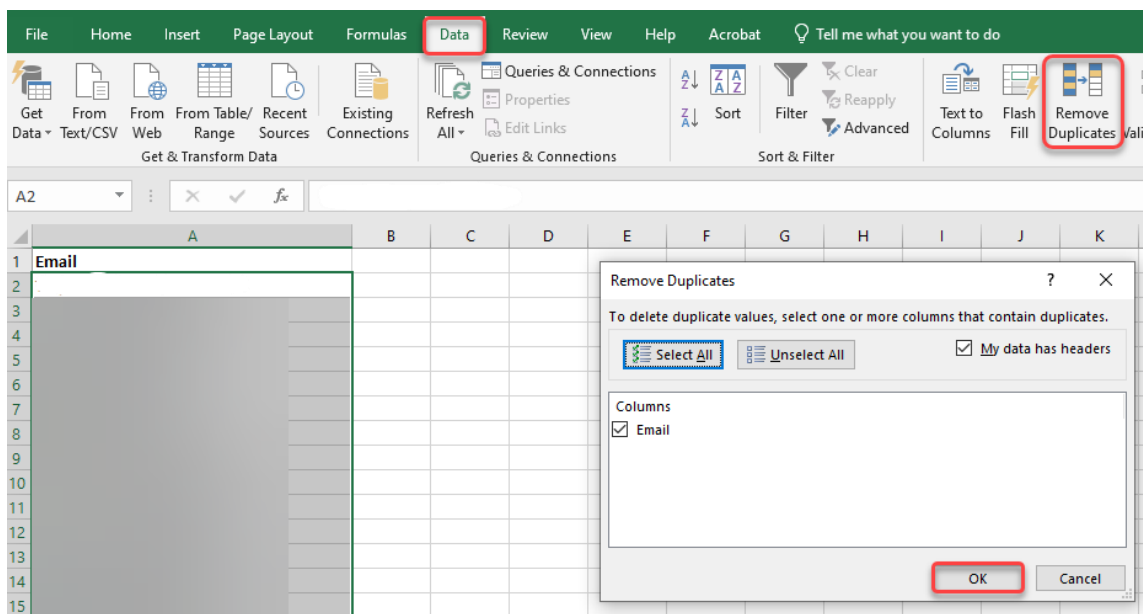 File Home Insert Page Layout Formulas Data Review View Help Acrobat Tell me what you want to do
Get Data From Text/CSV From Web From Table/ Range Recent Sources Existing Connections Refresh All Queries & Connections Properties Edit Links Sort Filter Clear Reapply Advanced Text to Columns Flash Fill Remove Duplicates
Get & Transform Data Queries & Connections Sort & Filter
A2 fx
A B C D E F G H I J K
1 Email
2
3
4
5
6
7
8
9
10
11
12
13
14
15
Remove Duplicates ? X
To delete duplicate values, select one or more columns that contain duplicates.
Select All Unselect All My data has headers
Columns
Email
OK Cancel